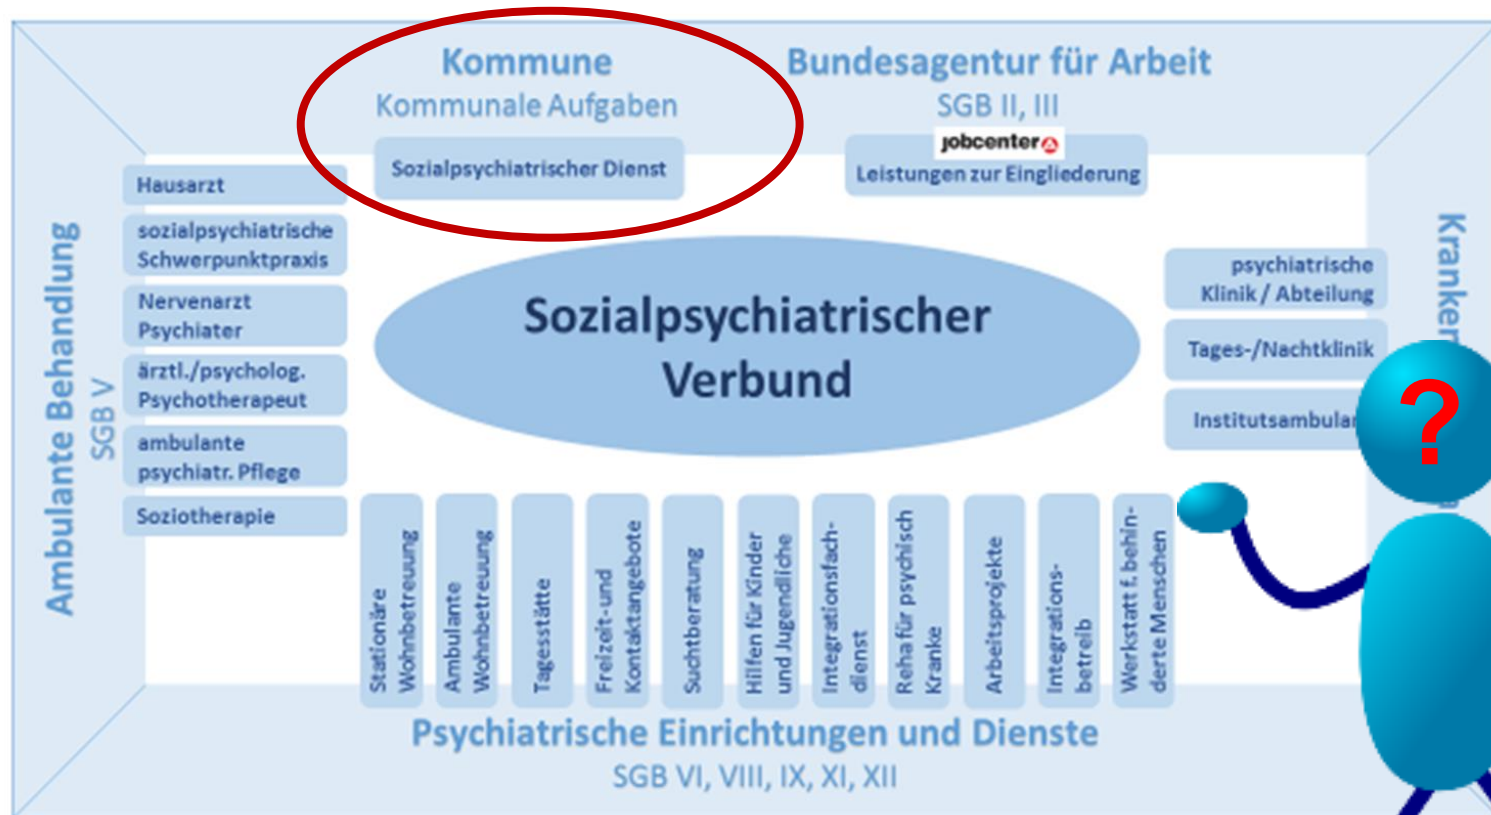 Kommune
Kommunale Aufgaben
Sozialpsychiatrischer Dienst
Bundesagentur für Arbeit
SGB II, III
jobcenter
Leistungen zur Eingliederung
Ambulante Behandlung
SGB V
Hausarzt
sozialpsychiatrische
Schwerpunktpraxis
Nervenarzt
Psychiater
ärztl./psycholog.
Psychotherapeut
ambulante
psychiatr. Pflege
Soziotherapie
Sozialpsychiatrischer
Verbund
psychiatrische
Klinik / Abteilung
Tages-/Nachtklinik
?
Stationäre
Wohnbetreuung
Ambulante
Wohnbetreuung
Tagesstätte
Freizeit-und
Kontaktangebote
Suchtberatung
Hilfen für Kinder
und Jugendliche
Integrationsfach-
dienst
Reha für psychisch
Kranke
Arbeitsprojekte
Integrations-
betreib
Werkstatt f. behin-
derte Menschen
Psychiatrische Einrichtungen und Dienste
SGB VI, VIII, IX, XI, XII